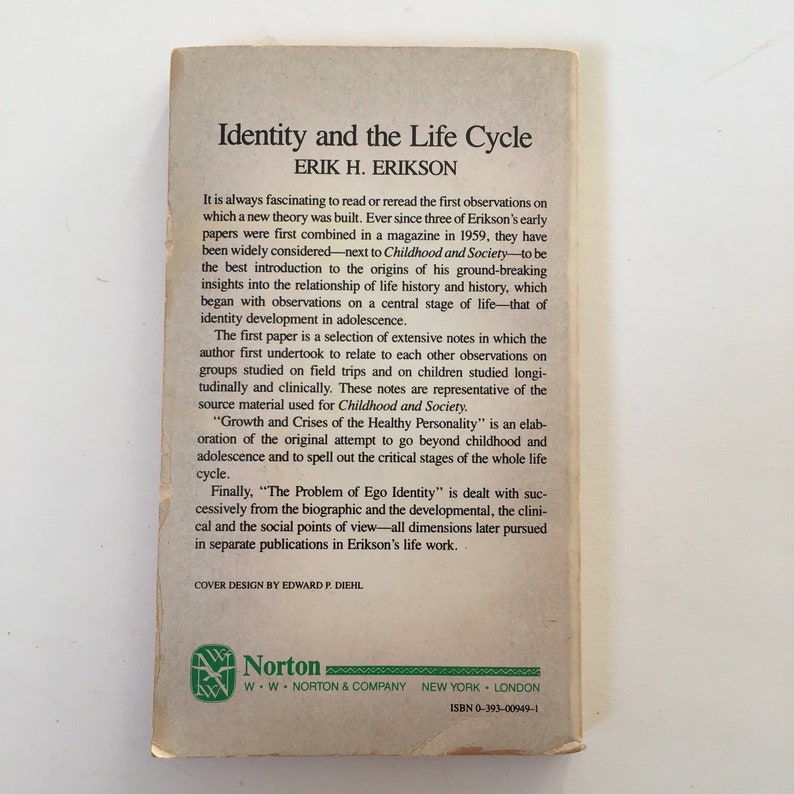 Identity and the Life Cycle
ERIK H. ERIKSON
It is always fascinating to read or reread the first observations on
which a new theory was built. Ever since three of Erikson's early
papers were first combined in a magazine in 1959, they have
been widely considered—next to Childhood and Society—to be
the best introduction to the origins of his ground-breaking
insights into the relationship of life history and history, which
began with observations on a central stage of life—that of
identity development in adolescence.
The first paper is a selection of extensive notes in which the
author first undertook to relate to each other observations on
groups studied on field trips and on children studied longi-
tudinally and clinically. These notes are representative of the
source material used for Childhood and Society.
"Growth and Crises of the Healthy Personality" is an elab-
oration of the original attempt to go beyond childhood and
adolescence and to spell out the critical stages of the whole life
cycle.
Finally, "The Problem of Ego Identity" is dealt with suc-
cessively from the biographic and the developmental, the clini-
cal and the social points of view—all dimensions later pursued
in separate publications in Erikson's life work.
COVER DESIGN BY EDWARD P. DIEHL
WW
WW
Norton
W • W • NORTON & COMPANY NEW YORK • LONDON
ISBN 0-393-00949-1